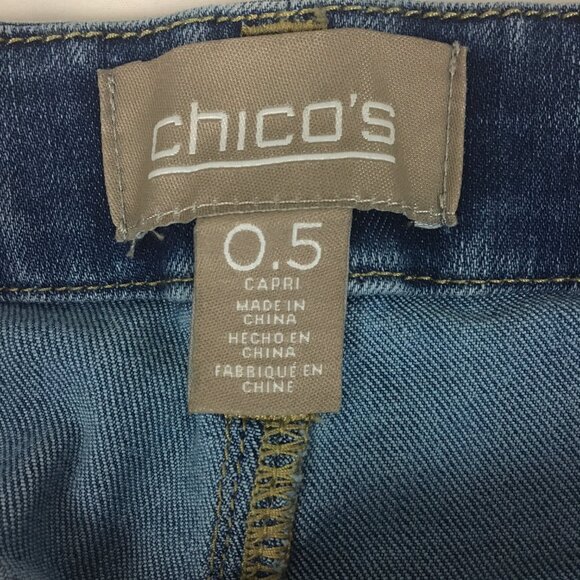 chico's
0.5
CAPRI
MADE IN
CHINA
HECHO EN
CHINA
FABRIQUÉ EN
CHINE